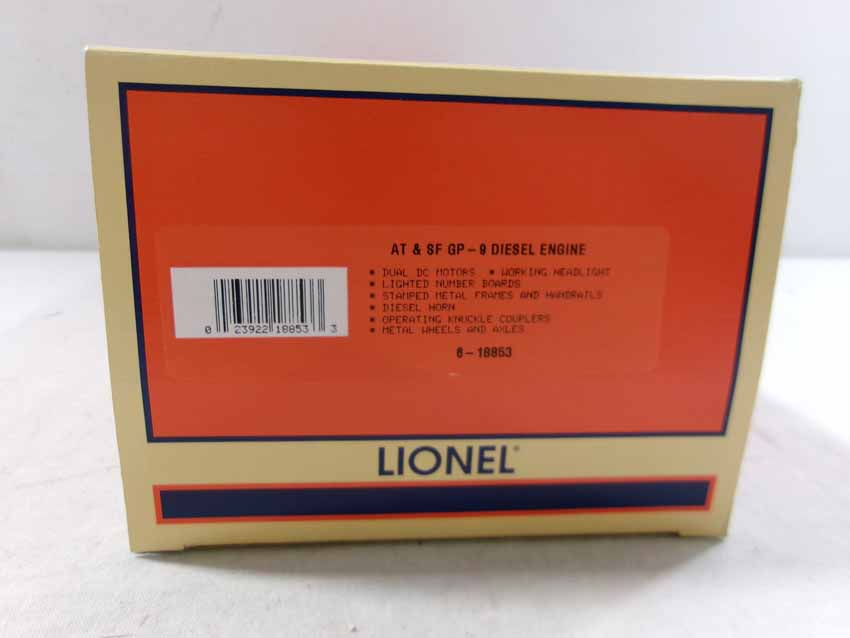 AT & SF GP-9 DIESEL ENGINE
* DUAL DC MOTORS * WORKING HEADLIGHT
* LIGHTED NUMBER BOARDS
* STAMPED METAL FRAMES AND HANDRAILS
* DIESEL HORN
* OPERATING KNUCKLE COUPLERS
* METAL WHEELS AND AXLES
6-18853
0 23922 18853 3
LIONEL®